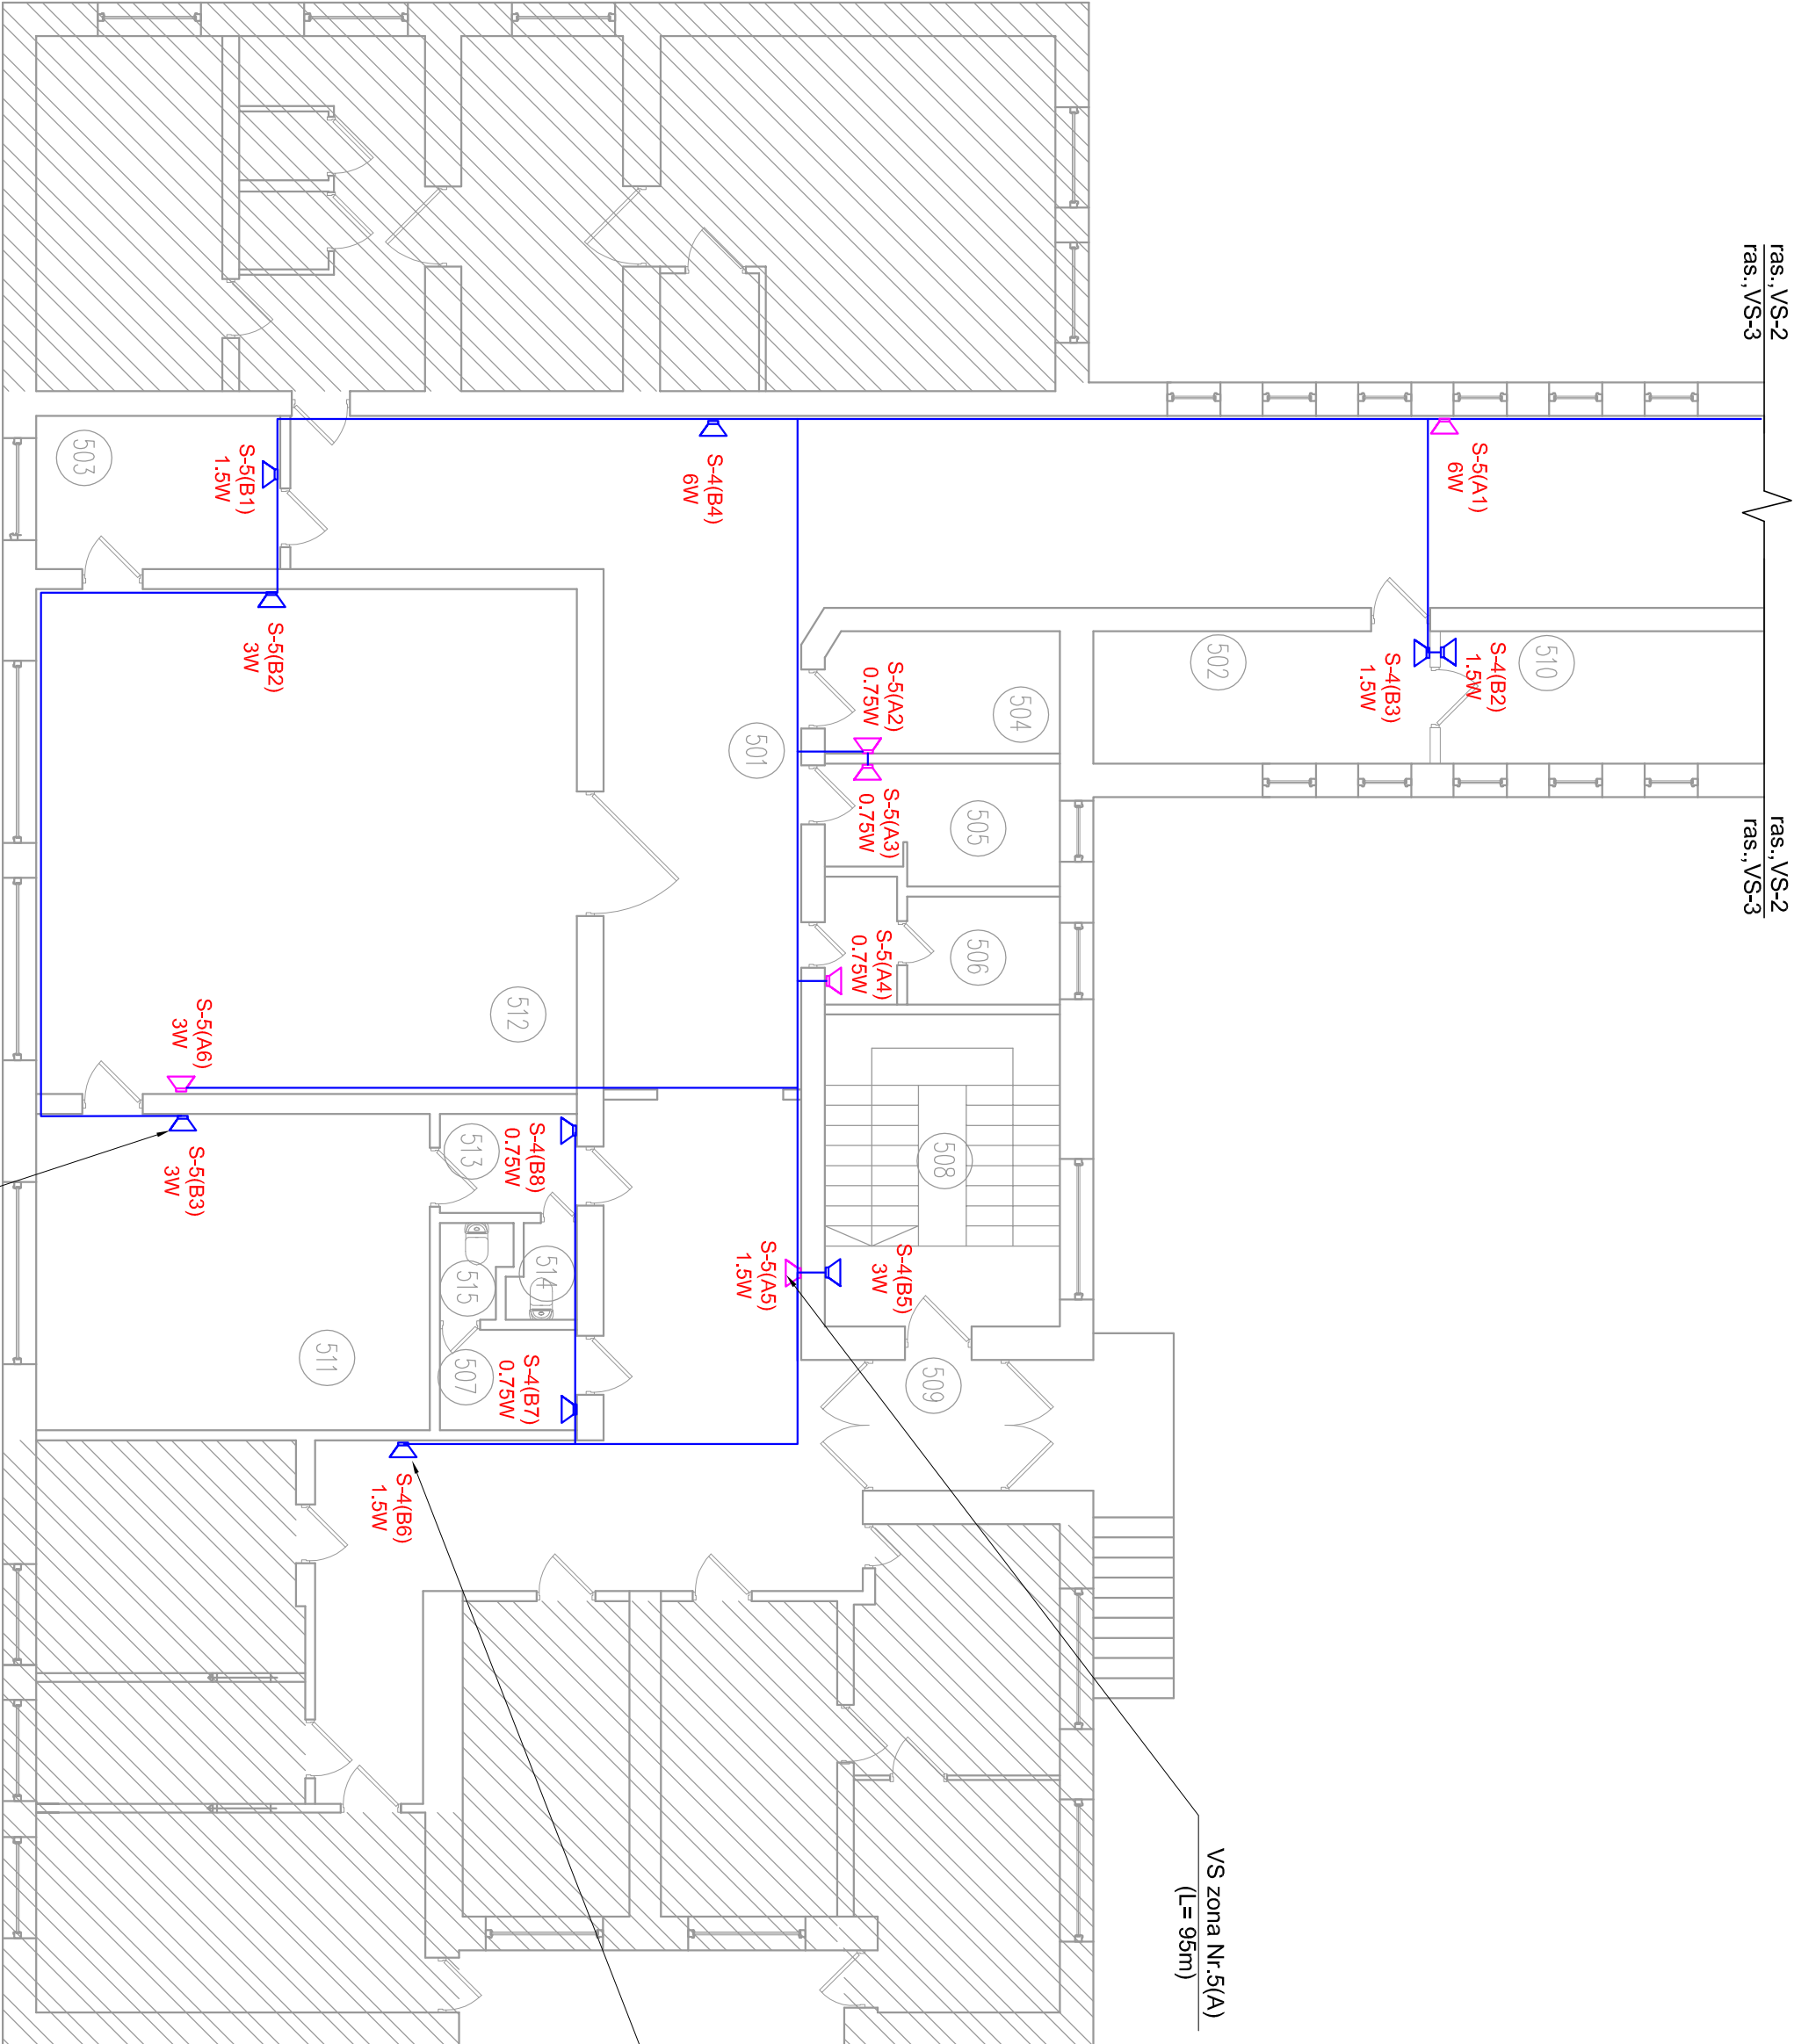 ras.,VS-2
ras.,VS-3
ras.,VS-2
ras.,VS-3
S-5(A1)
6W
S-4(B2)
1.5W
510
S-4(B3)
1.5W
502
504
505
506
S-5(A2)
0.75W
S-5(A3)
0.75W
S-5(A4)
0.75W
508
S-4(B5)
3W
509
VS zona Nr.5(A)
(L= 95m)
S-4(B4)
6W
501
S-5(A5)
1.5W
512
S-4(B8)
0.75W
513
514
515
S-4(B7)
0.75W
507
S-4(B6)
1.5W
511
503
S-5(B1)
1.5W
S-5(B2)
3W
S-5(A6)
3W
S-5(B3)
3W